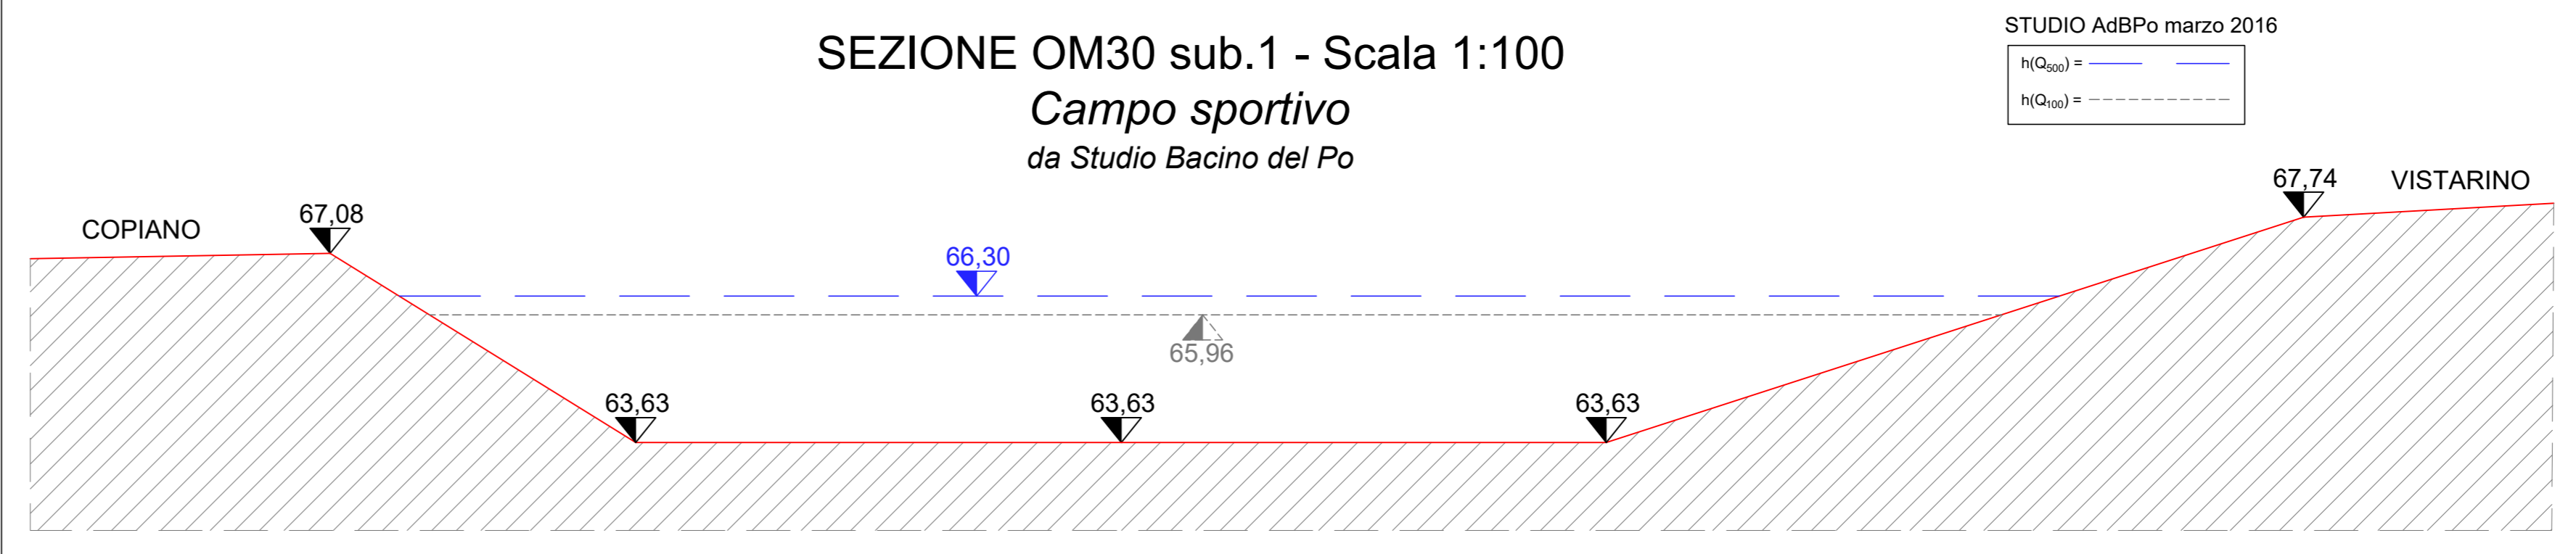 SEZIONE OM30 sub.1 - Scala 1:100
Campo sportivo
da Studio Bacino del Po
STUDIO AdBPo marzo 2016
h(Q500) =
h(Q100) =
COPIANO
67,08
66,30
65,96
63,63
63,63
63,63
67,74
VISTARINO